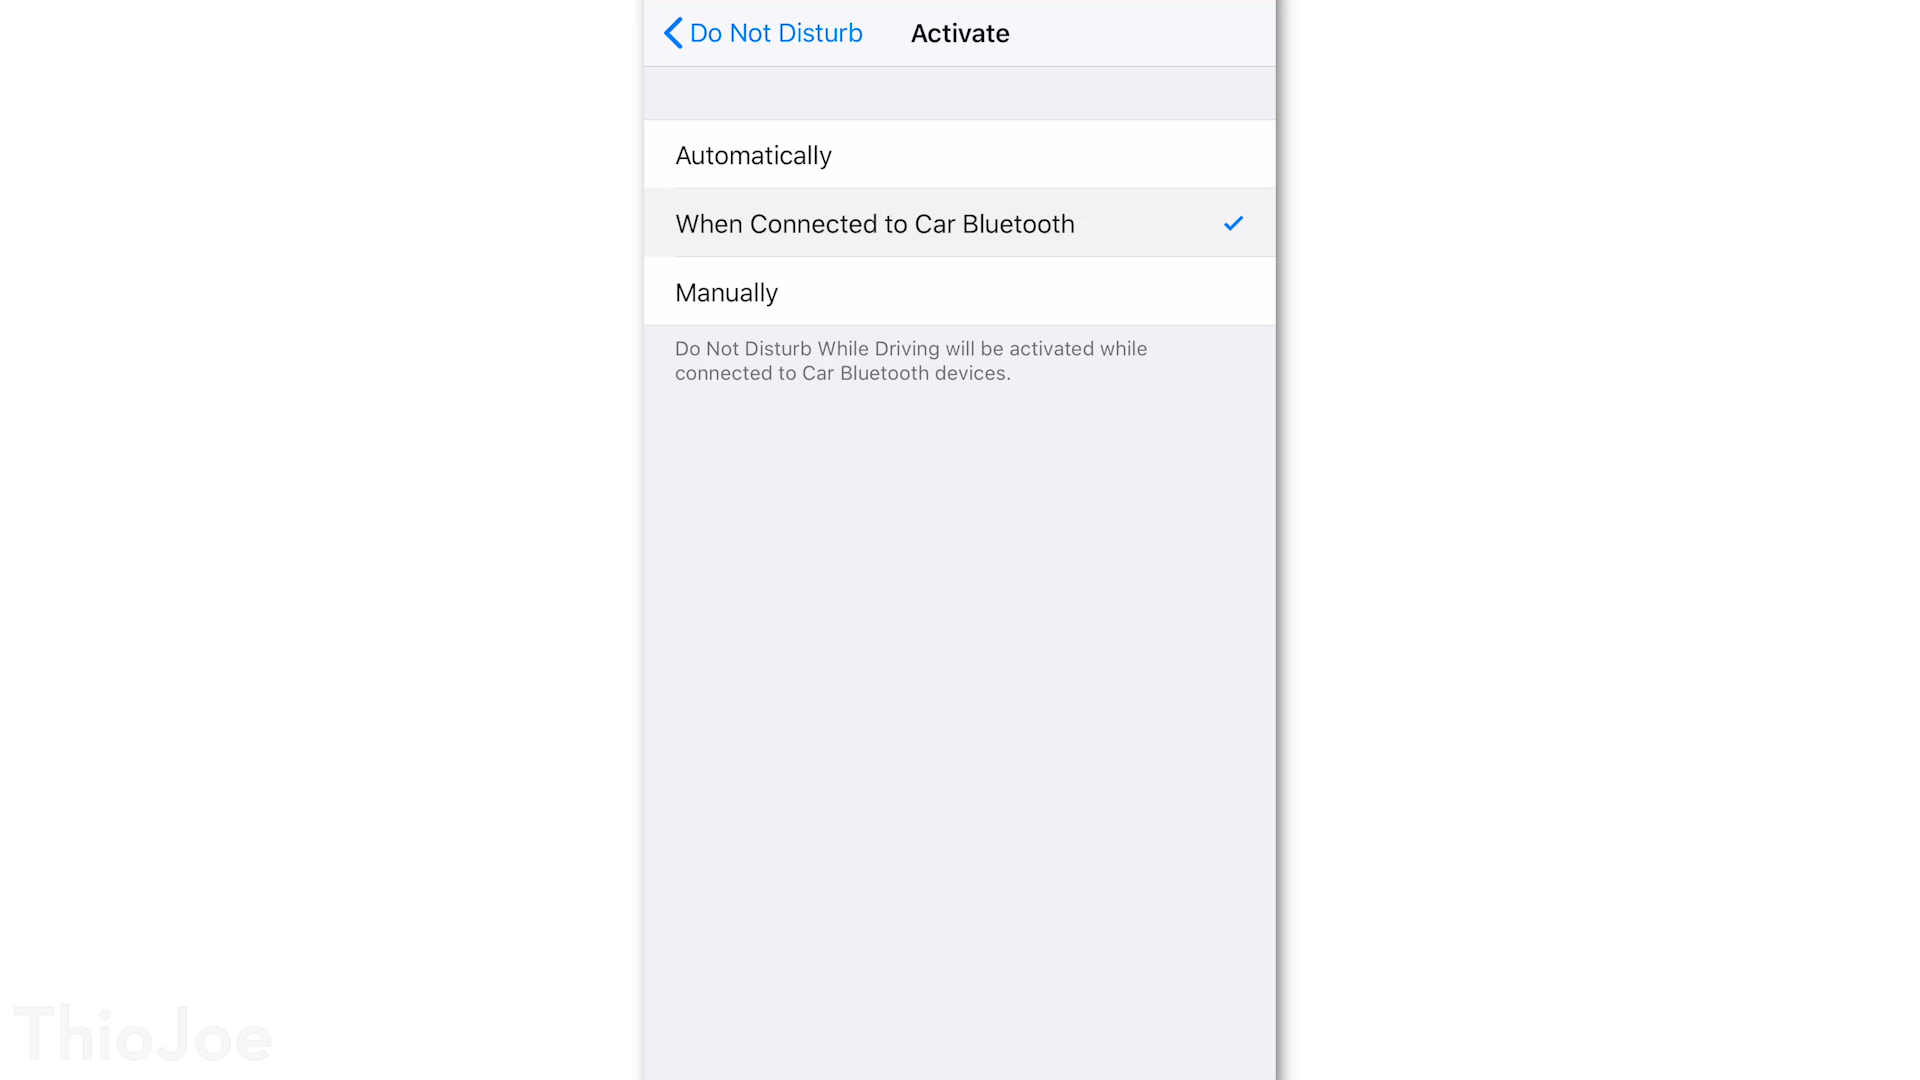 Do Not Disturb Activate
Automatically
When Connected to Car Bluetooth
Manually
Do Not Disturb While Driving will be activated while
connected to Car Bluetooth devices.
ThioJoe